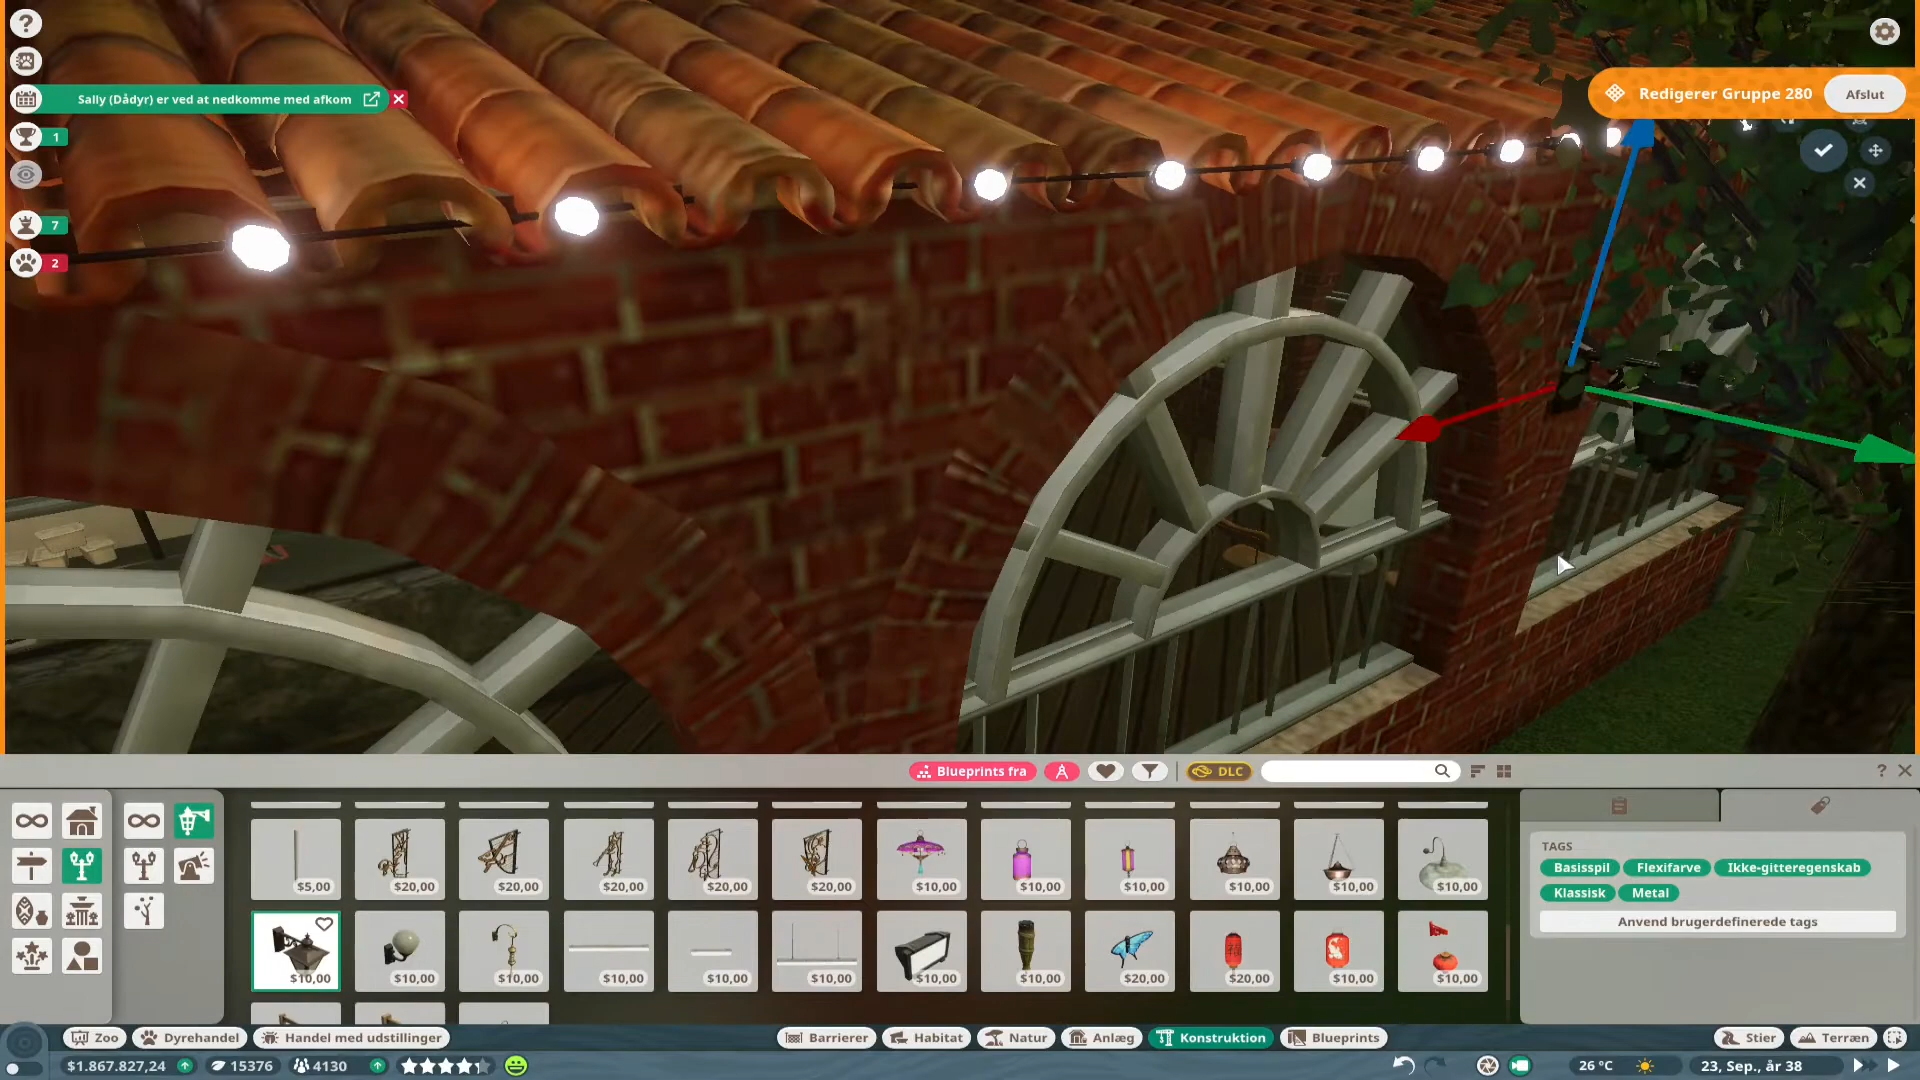 ?
Sally (Dådyr) er ved at nedkomme med afkom
Redigerer Gruppe 280
Afslut
1
7
2
Blueprints fra
DLC
?
$5,00
$20,00
$20,00
$20,00
$20,00
$20,00
$10,00
$10,00
$10,00
$10,00
$10,00
$10,00
$10,00
$10,00
$10,00
$10,00
$10,00
$10,00
$10,00
$10,00
$20,00
$20,00
$10,00
$10,00
TAGS
Basisspil
Flexifarve
Ikke-gitteregenskab
Klassisk
Metal
Anvend brugerdefinerede tags
Zoo
Dyrehandel
Handel med udstillinger
Barrierer
Habitat
Natur
Anlæg
Konstruktion
Blueprints
Stier
Terræn
$1.867.827,24
15376
4130
26 °C
23, Sep., år 38